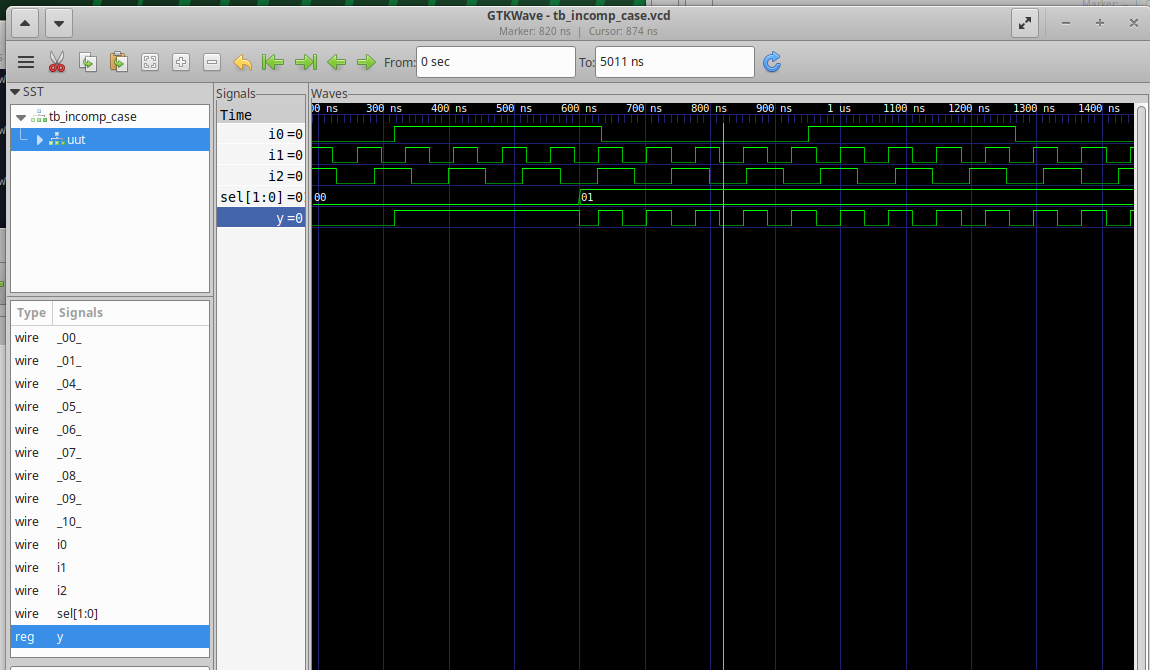 GTKWave - tb_incomp_case.vcd
Marker: 820 ns | Cursor: 874 ns
From: 0 sec To: 5011 ns
SST
tb_incomp_case
uut
Type Signals
wire _00_
wire _01_
wire _04_
wire _05_
wire _06_
wire _07_
wire _08_
wire _09_
wire _10_
wire i0
wire i1
wire i2
wire sel[1:0]
reg y
Signals
Time
i0=0
i1=0
i2=0
sel[1:0]=0
y=0
Waves
00 ns 300 ns 400 ns 500 ns 600 ns 700 ns 800 ns 900 ns 1 us 1100 ns 1200 ns 1300 ns 1400 ns
00 01